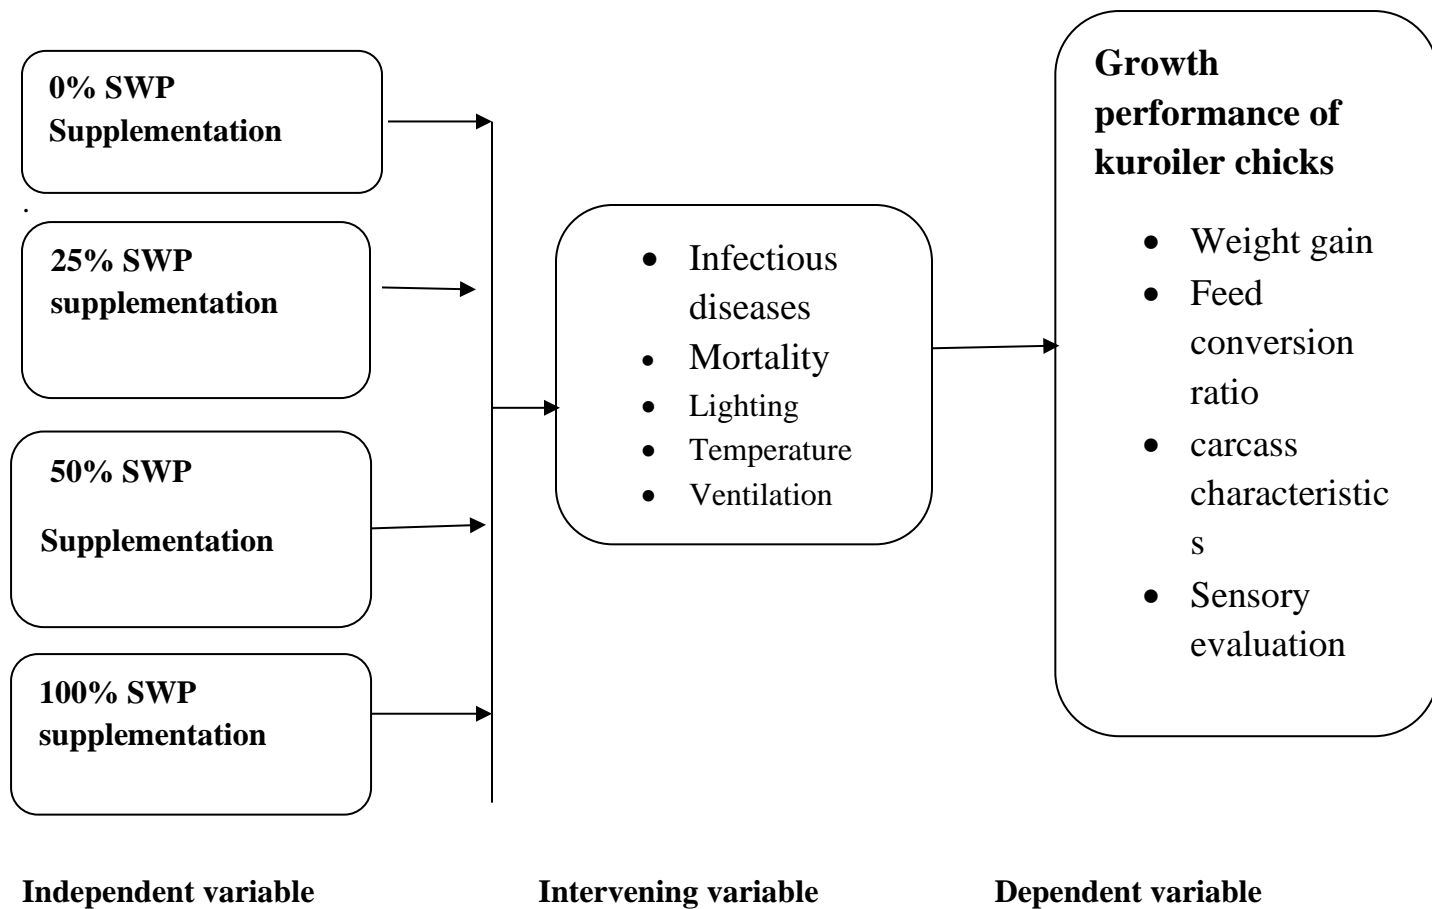 0% SWP
Supplementation
.
25% SWP
supplementation
50% SWP
Supplementation
100% SWP
supplementation
• Infectious
diseases
• Mortality
• Lighting
• Temperature
• Ventilation
Growth
performance of
kuroiler chicks
• Weight gain
• Feed
conversion
ratio
• carcass
characteristic
s
• Sensory
evaluation
Independent variable
Intervening variable
Dependent variable